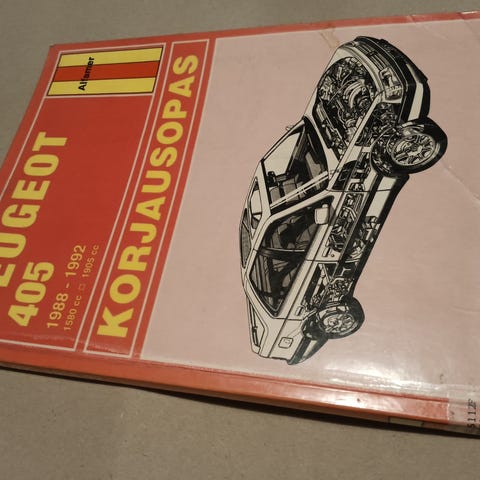 Alfamer
EUGEOT
405
1988 - 1992
1580 cc □ 1905 cc
KORJAUSOPAS